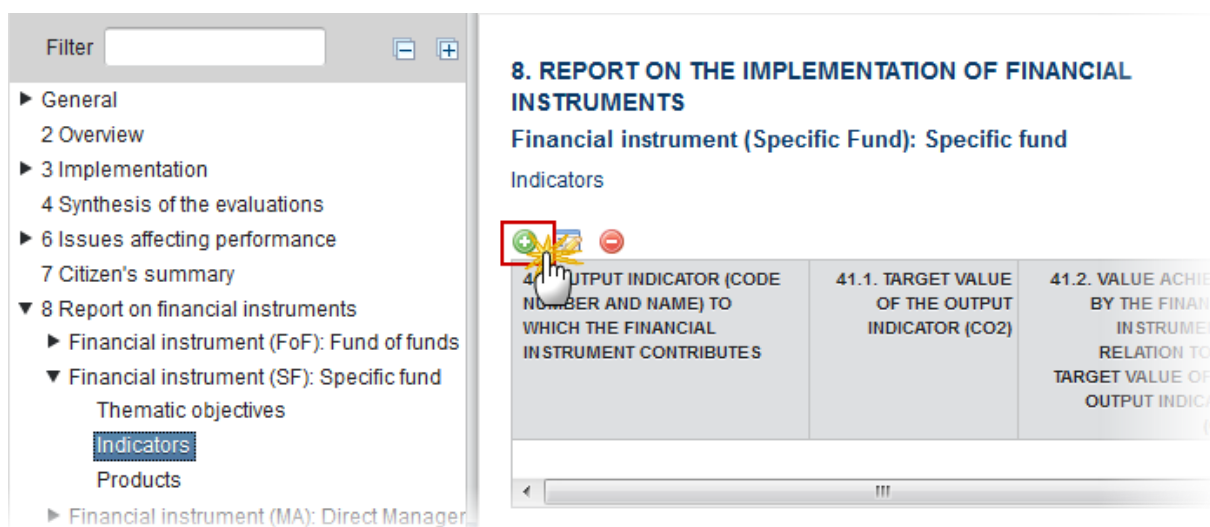 Filter
General
2 Overview
3 Implementation
4 Synthesis of the evaluations
6 Issues affecting performance
7 Citizen's summary
8 Report on financial instruments
Financial instrument (FoF): Fund of funds
Financial instrument (SF): Specific fund
Thematic objectives
Indicators
Products
Financial instrument (MA): Direct Manager
8. REPORT ON THE IMPLEMENTATION OF FINANCIAL
INSTRUMENTS
Financial instrument (Specific Fund): Specific fund
Indicators
INDICATOR (CODE
AND NAME) TO
WHICH THE FINANCIAL
INSTRUMENT CONTRIBUTES
41.1. TARGET VALUE
OF THE OUTPUT
INDICATOR (CO2)
41.2. VALUE ACHIE
BY THE FINAN
INSTRUME
RELATION TO
TARGET VALUE OF
OUTPUT INDICA